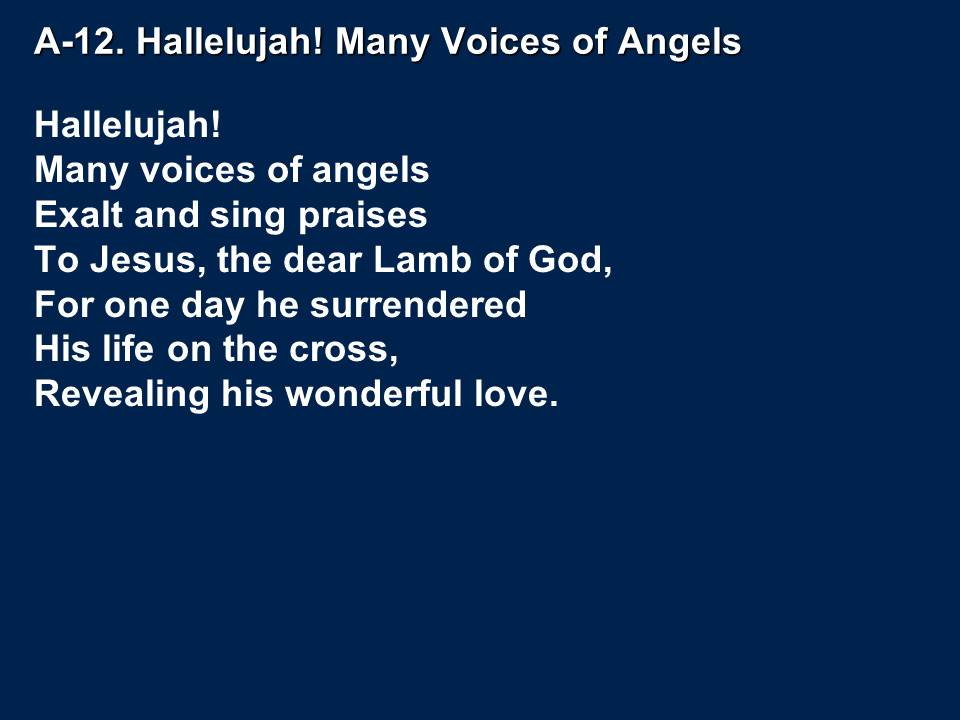 A-12. Hallelujah! Many Voices of Angels
Hallelujah!
Many voices of angels
Exalt and sing praises
To Jesus, the dear Lamb of God,
For one day he surrendered
His life on the cross,
Revealing his wonderful love.